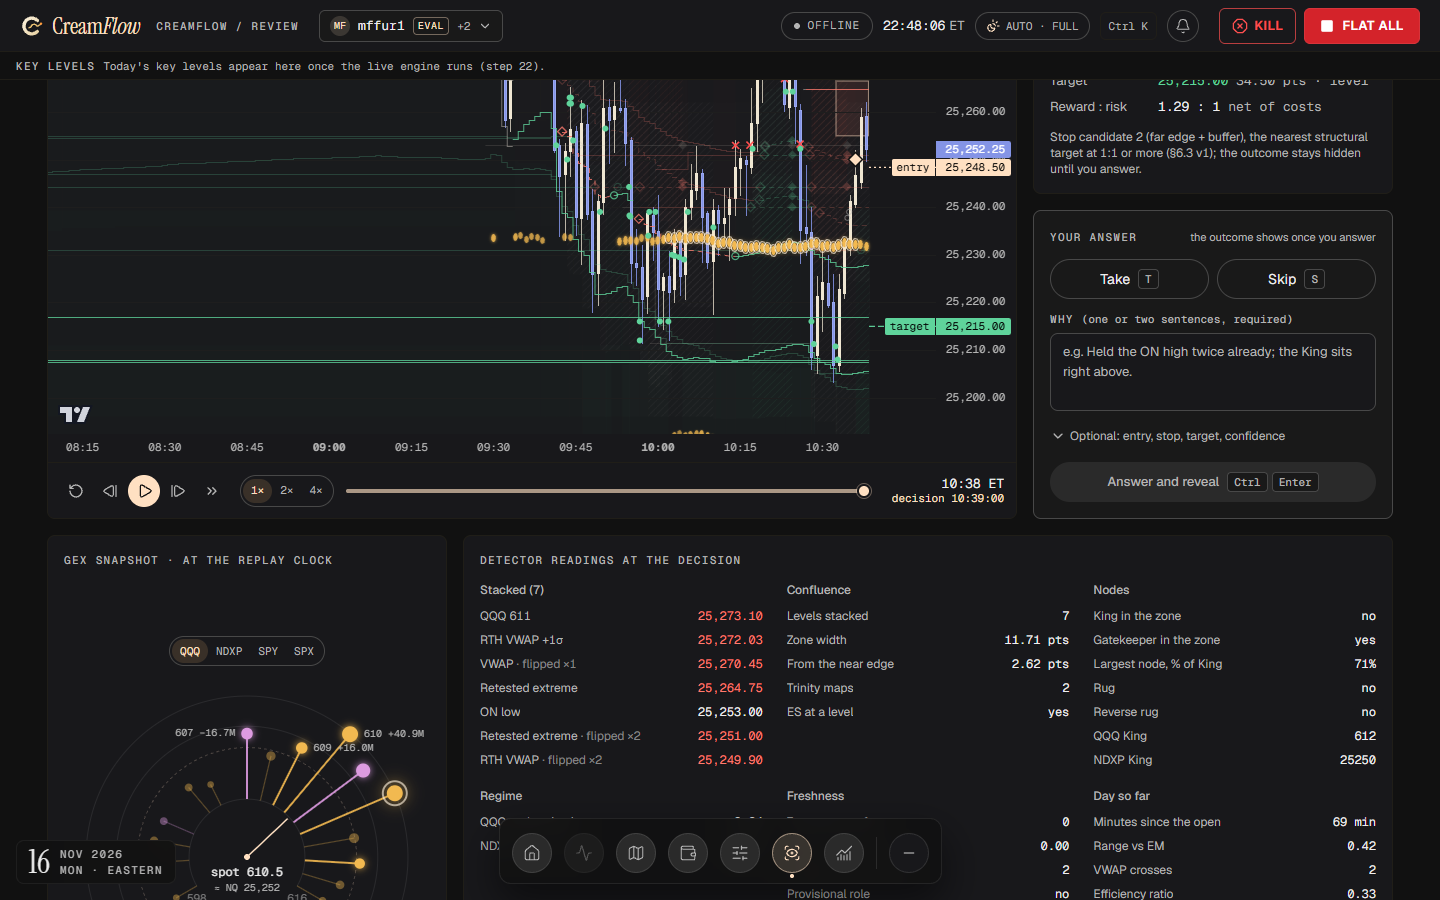 CreamFlow
CREAMFLOW / REVIEW
MF mffur1 EVAL +2
OFFLINE
22:48:06 ET
AUTO · FULL
Ctrl K
KILL
FLAT ALL
KEY LEVELS Today's key levels appear here once the live engine runs (step 22).
25,260.00
25,252.25
entry 25,248.50
25,240.00
25,230.00
25,220.00
target 25,215.00
25,210.00
25,200.00
08:15 08:30 08:45 09:00 09:15 09:30 09:45 10:00 10:15 10:30
1× 2× 4×
10:38 ET
decision 10:39:00
Target 25,215.00 34.50 pts · level
Reward : risk 1.29 : 1 net of costs
Stop candidate 2 (far edge + buffer), the nearest structural
target at 1:1 or more (§6.3 v1); the outcome stays hidden
until you answer.
YOUR ANSWER the outcome shows once you answer
Take T
Skip S
WHY (one or two sentences, required)
e.g. Held the ON high twice already; the King sits
right above.
Optional: entry, stop, target, confidence
Answer and reveal Ctrl Enter
GEX SNAPSHOT · AT THE REPLAY CLOCK
QQQ NDXP SPY SPX
607 −16.7M
610 +40.9M
609 +16.0M
spot 610.5
≈ NQ 25,252
598
616
DETECTOR READINGS AT THE DECISION
Stacked (7)
QQQ 611 25,273.10
RTH VWAP +1σ 25,272.03
VWAP · flipped ×1 25,270.45
Retested extreme 25,264.75
ON low 25,253.00
Retested extreme · flipped ×2 25,251.00
RTH VWAP · flipped ×2 25,249.90
Regime
Confluence
Levels stacked 7
Zone width 11.71 pts
From the near edge 2.62 pts
Trinity maps 2
ES at a level yes
Freshness
0
0.00
2
Provisional role no
Nodes
King in the zone no
Gatekeeper in the zone yes
Largest node, % of King 71%
Rug no
Reverse rug no
QQQ King 612
NDXP King 25250
Day so far
Minutes since the open 69 min
Range vs EM 0.42
VWAP crosses 2
Efficiency ratio 0.33
16 NOV 2026
MON · EASTERN